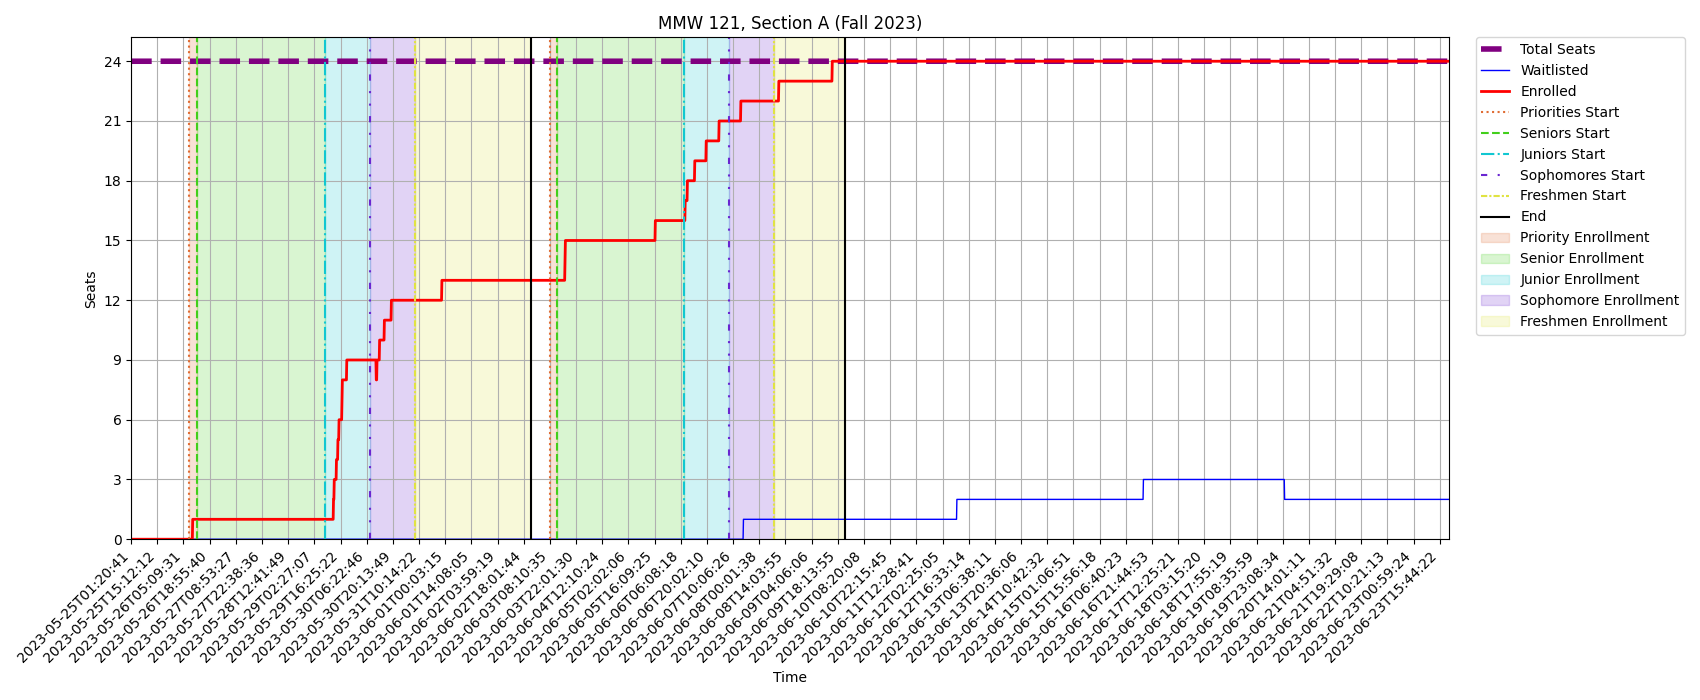 MMW 121, Section A (Fall 2023)
Seats
24
21
18
15
12
9
6
3
0
2023-05-25T01:20:41
2023-05-25T15:12:12
2023-05-26T05:09:31
2023-05-26T18:55:40
2023-05-27T08:53:27
2023-05-27T22:38:36
2023-05-28T12:41:49
2023-05-29T02:27:07
2023-05-29T16:25:22
2023-05-30T06:22:46
2023-05-30T20:13:49
2023-05-31T10:14:22
2023-06-01T00:03:15
2023-06-01T14:08:05
2023-06-02T03:59:19
2023-06-02T18:01:44
2023-06-03T08:10:35
2023-06-03T22:01:30
2023-06-04T12:10:24
2023-06-05T02:02:06
2023-06-05T16:09:25
2023-06-06T06:08:18
2023-06-06T20:02:10
2023-06-07T10:06:26
2023-06-08T00:01:38
2023-06-08T14:03:55
2023-06-09T04:06:06
2023-06-09T18:13:55
2023-06-10T08:20:08
2023-06-10T22:15:45
2023-06-11T12:28:41
2023-06-12T02:25:05
2023-06-12T16:33:14
2023-06-13T06:38:11
2023-06-13T20:36:06
2023-06-14T10:42:32
2023-06-15T01:06:51
2023-06-15T15:56:18
2023-06-16T06:40:23
2023-06-16T21:44:53
2023-06-17T12:25:21
2023-06-18T03:15:20
2023-06-18T17:55:19
2023-06-19T08:35:59
2023-06-19T23:08:34
2023-06-20T14:01:11
2023-06-21T04:51:32
2023-06-21T19:29:08
2023-06-22T10:21:13
2023-06-23T00:59:24
2023-06-23T15:44:22
Time
Total Seats
Waitlisted
Enrolled
Priorities Start
Seniors Start
Juniors Start
Sophomores Start
Freshmen Start
End
Priority Enrollment
Senior Enrollment
Junior Enrollment
Sophomore Enrollment
Freshmen Enrollment